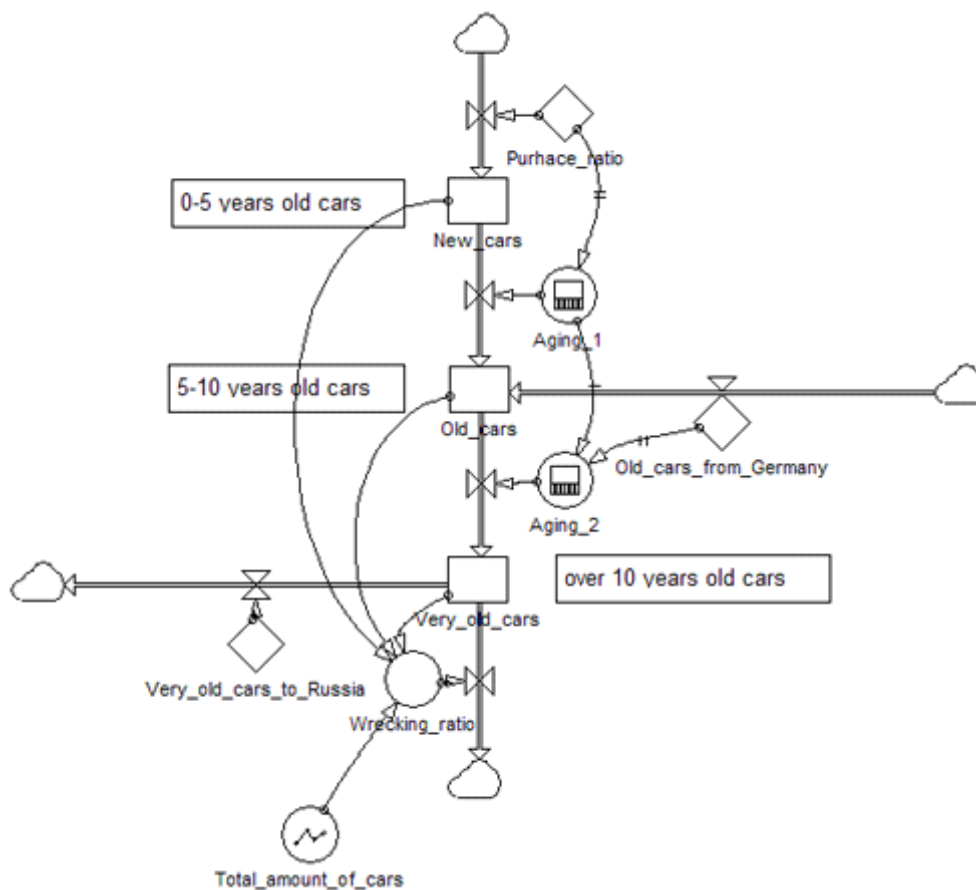 Purhace_ratio
0-5 years old cars
New_cars
Aging_1
5-10 years old cars
Old_cars
Old_cars_from_Germany
Aging_2
over 10 years old cars
Very_old_cars
Very_old_cars_to_Russia
Wrecking_ratio
Total_amount_of_cars